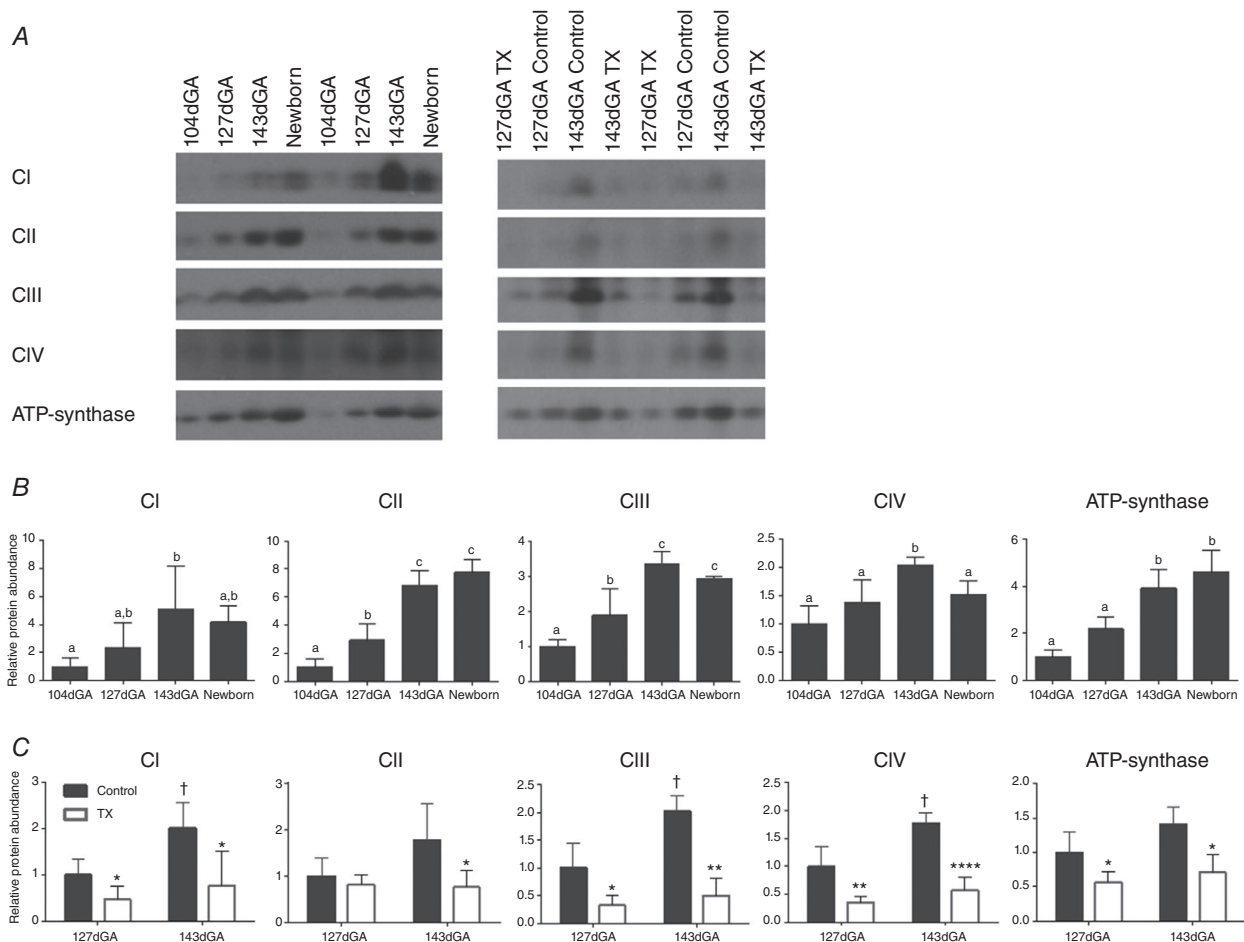 A
104dGA
127dGA
143dGA
Newborn
104dGA
127dGA
143dGA
Newborn
127dGA TX
127dGA Control
143dGA Control
143dGA TX
127dGA TX
127dGA Control
143dGA Control
143dGA TX
CI
CII
CIII
CIV
ATP-synthase
B
CI
CII
CIII
CIV
ATP-synthase
Relative protein abundance
10
8
6
4
2
0
a
a,b
b
a,b
104dGA 127dGA 143dGA Newborn
10
8
6
4
2
0
a
b
c
c
104dGA 127dGA 143dGA Newborn
4
3
2
1
0
a
b
c
c
104dGA 127dGA 143dGA Newborn
2.5
2.0
1.5
1.0
0.5
0.0
a
a
b
a
104dGA 127dGA 143dGA Newborn
6
4
2
0
a
a
b
b
104dGA 127dGA 143dGA Newborn
C
CI
CII
CIII
CIV
ATP-synthase
Relative protein abundance
3
2
1
0
Control
TX
*
†
*
127dGA 143dGA
3
2
1
0
*
127dGA 143dGA
2.5
2.0
1.5
1.0
0.5
0.0
*
†
**
127dGA 143dGA
2.5
2.0
1.5
1.0
0.5
0.0
**
†
****
127dGA 143dGA
2.0
1.5
1.0
0.5
0.0
*
*
127dGA 143dGA